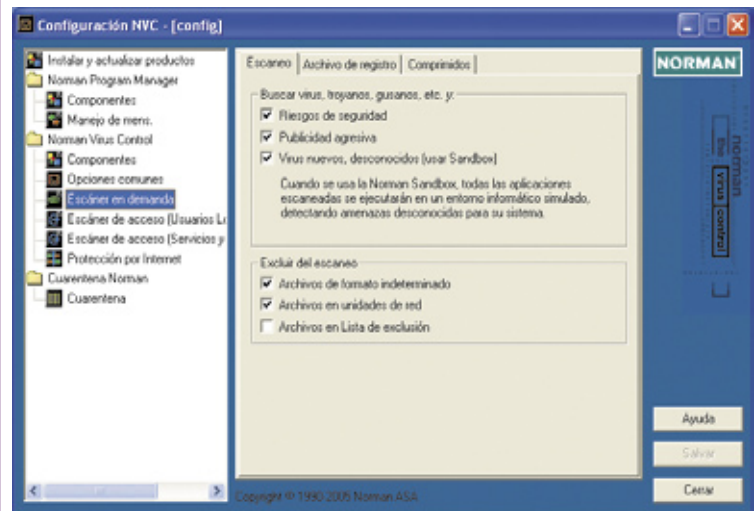 Configuración NVC - [config]
Instalar y actualizar productos
Norman Program Manager
Componentes
Manejo de mens.
Norman Virus Control
Componentes
Opciones comunes
Escáner en demanda
Escáner de acceso (Usuarios Lo
Escáner de acceso (Servicios y
Protección por Internet
Cuarentena Norman
Cuarentena
Escaneo
Archivo de registro
Comprimidos
Buscar virus, troyanos, gusanos, etc. y:
Riesgos de seguridad
Publicidad agresiva
Virus nuevos, desconocidos (usar Sandbox)
Cuando se usa la Norman Sandbox, todas las aplicaciones
escaneadas se ejecutarán en un entorno informático simulado,
detectando amenazas desconocidas para su sistema.
Excluir del escaneo
Archivos de formato indeterminado
Archivos en unidades de red
Archivos en Lista de exclusión
NORMAN
norman
the virus control
Ayuda
Salvar
Cerrar
Copyright © 1990-2005 Norman ASA